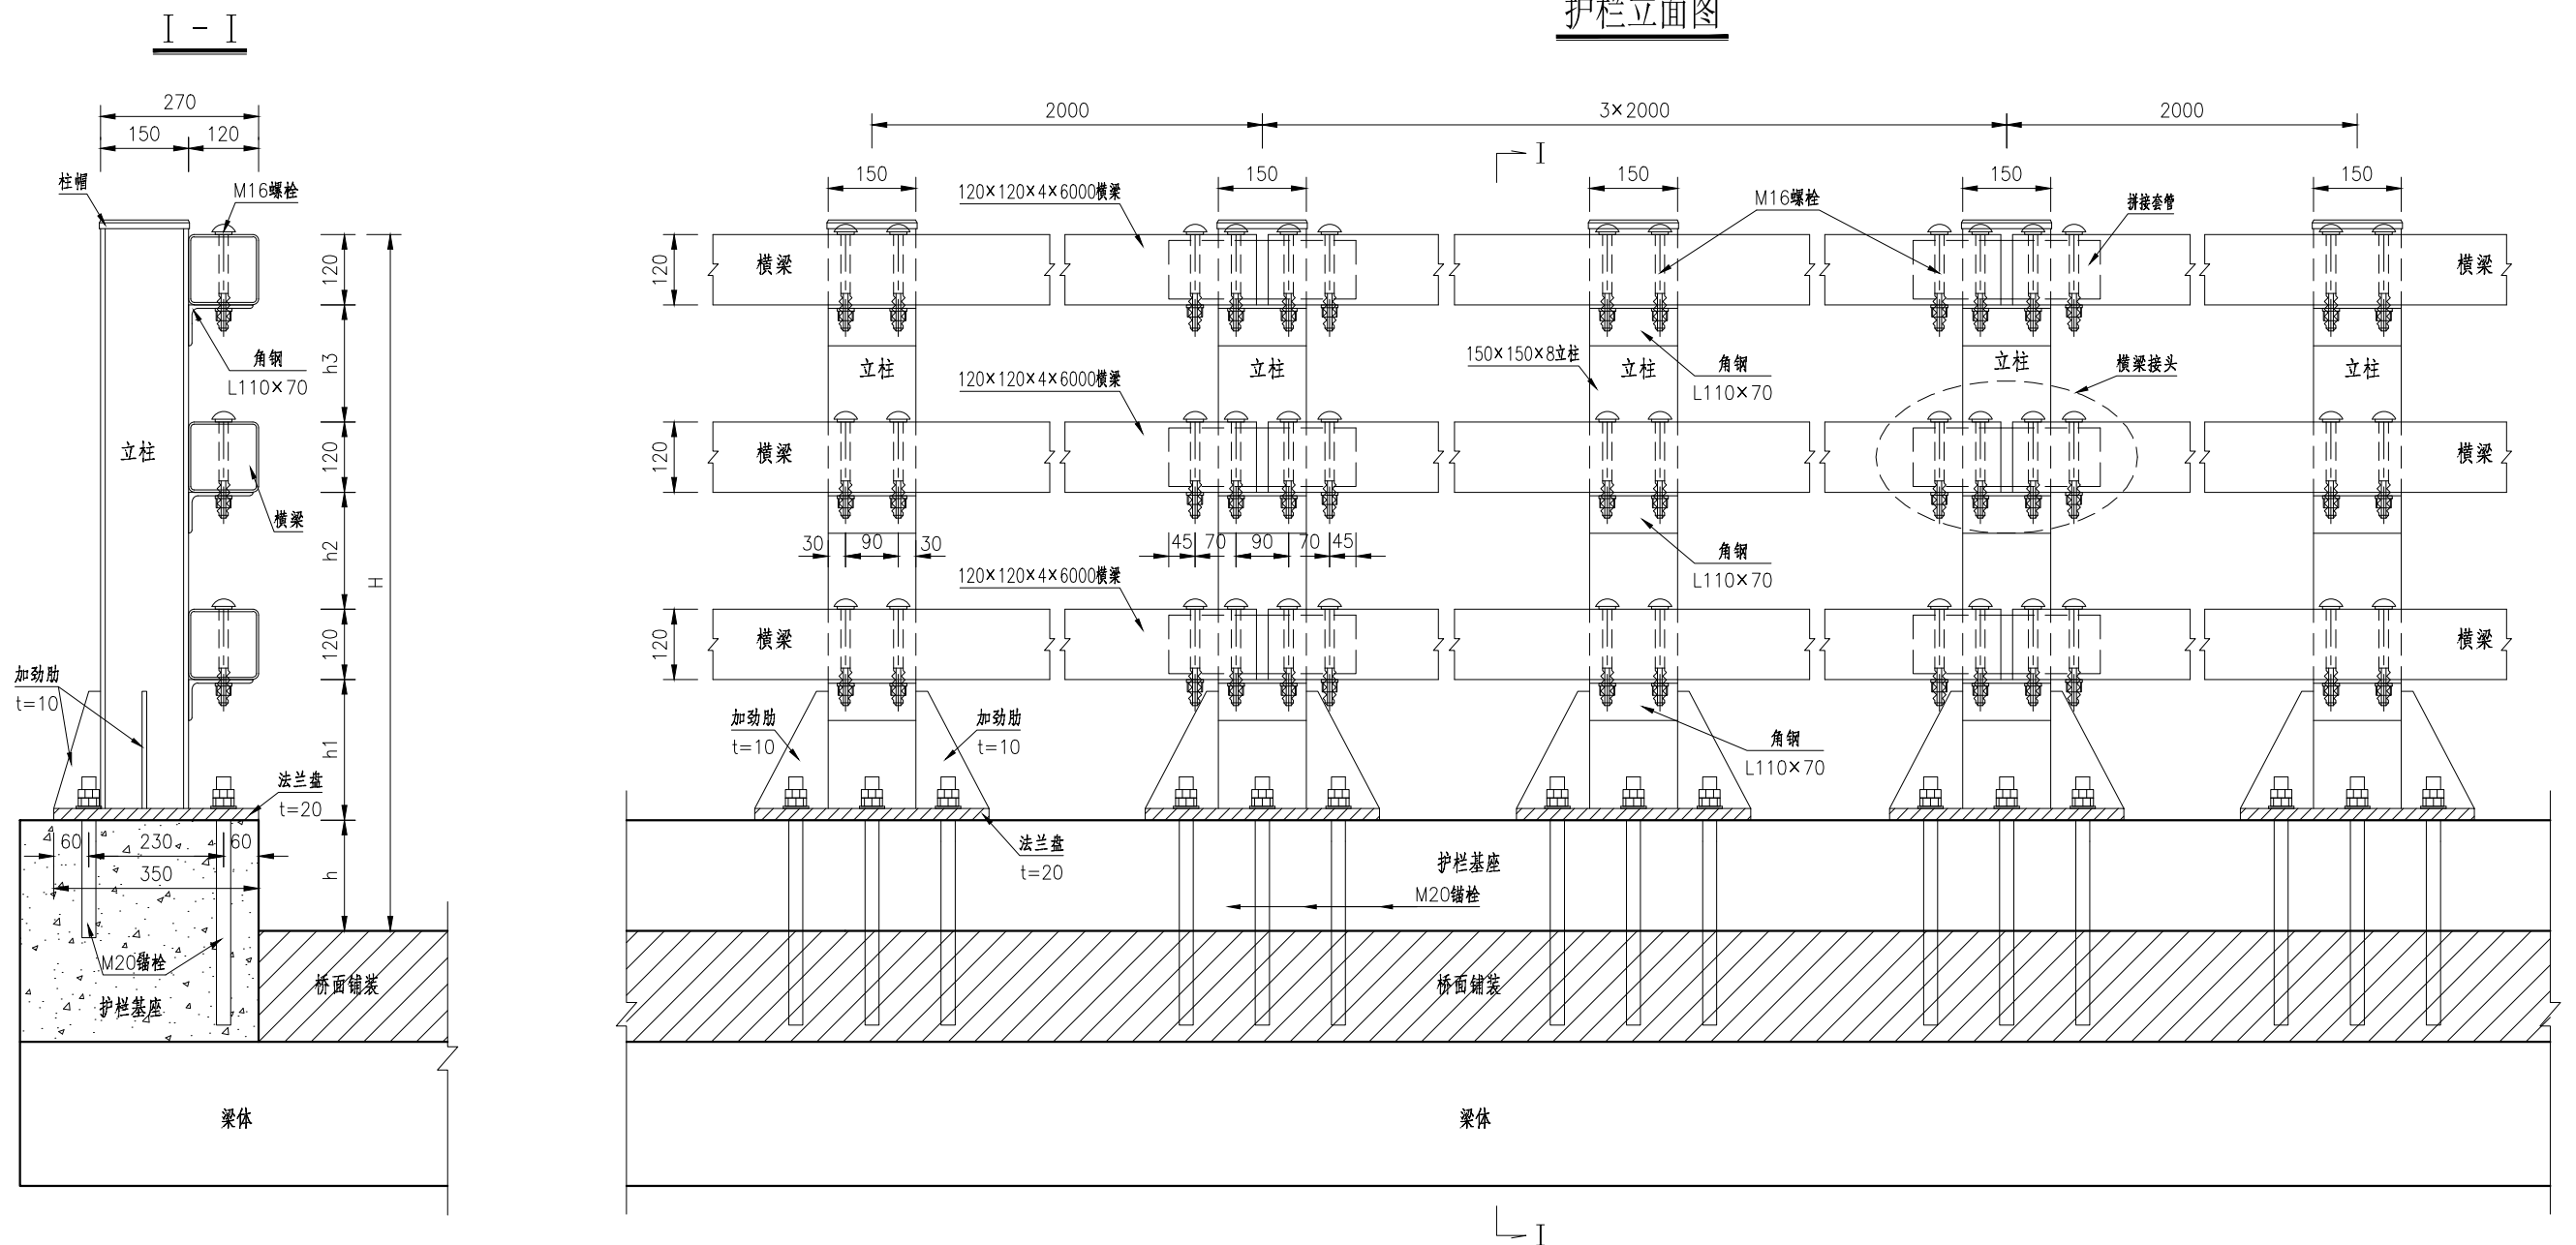 I - I
护栏立面图
270
150
120
柱帽
M16螺栓
120
h3
角钢
L110×70
立柱
120
横梁
h2
H
120
加劲肋
t=10
h1
法兰盘
t=20
60
230
60
350
h
M20锚栓
护栏基座
桥面铺装
梁体
2000
3×2000
2000
I
150
150
150
150
150
120×120×4×6000横梁
M16螺栓
拼接套管
120
横梁
横梁
立柱
立柱
150×150×8立柱
立柱
角钢
L110×70
立柱
横梁接头
立柱
120×120×4×6000横梁
120
横梁
横梁
30
90
30
45
70
90
70
45
角钢
L110×70
120×120×4×6000横梁
120
横梁
横梁
加劲肋
t=10
加劲肋
t=10
角钢
L110×70
法兰盘
t=20
护栏基座
M20锚栓
桥面铺装
梁体
I